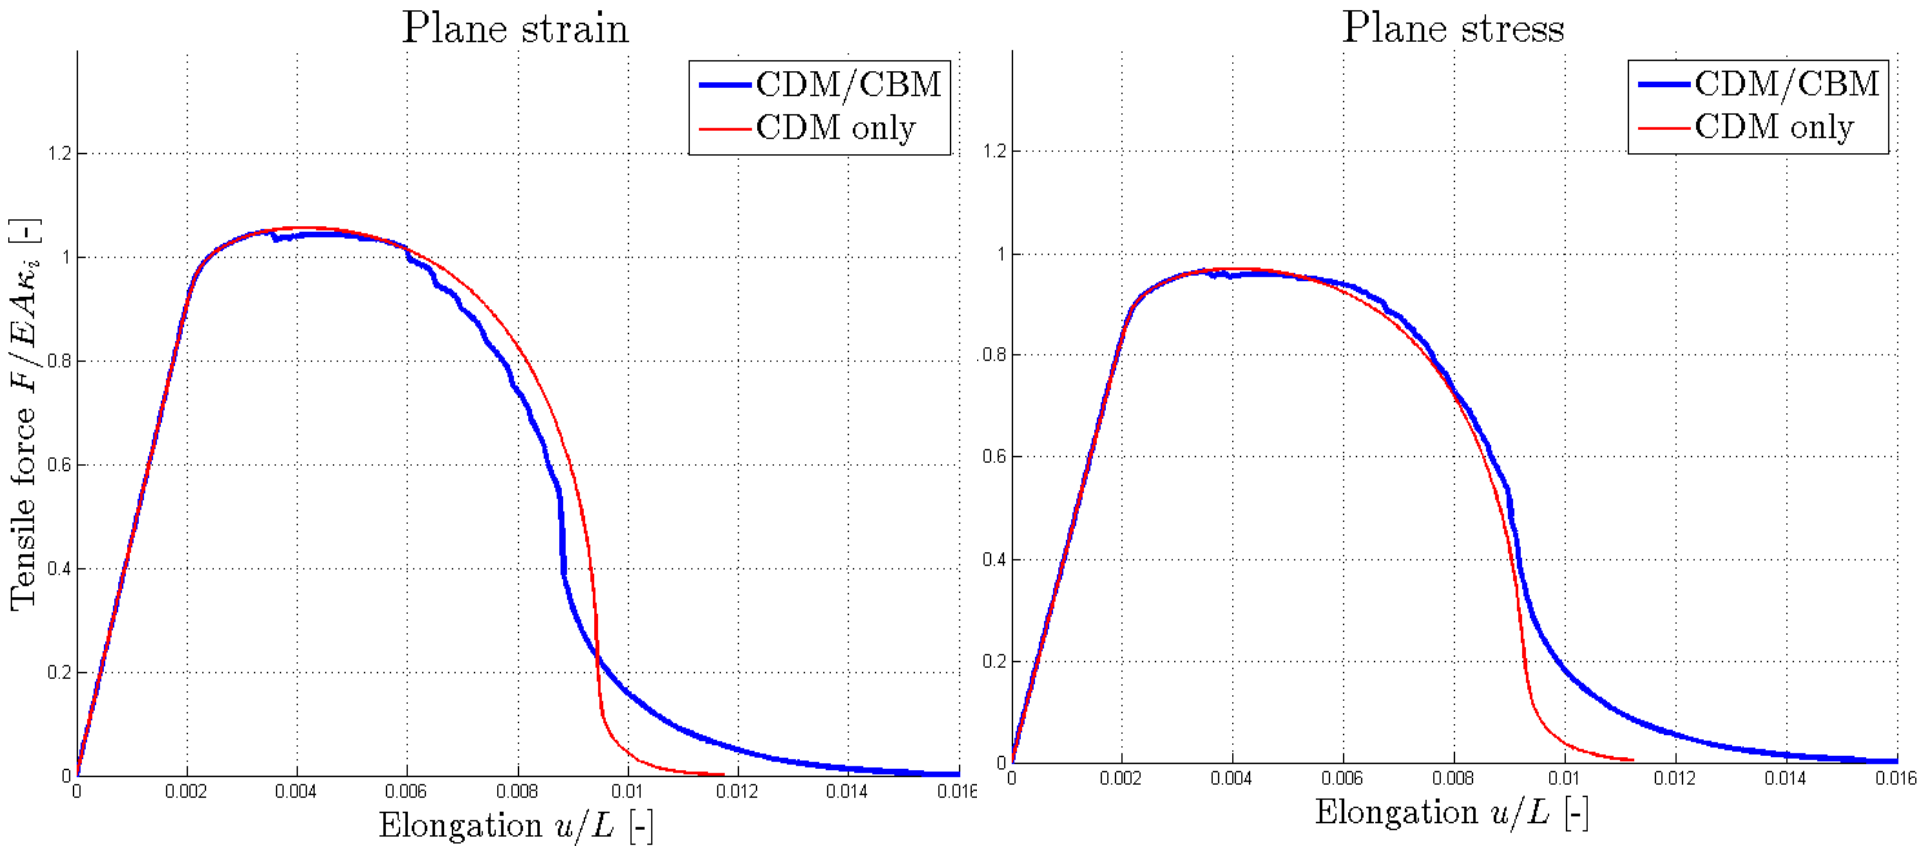 Plane strain
CDM/CBM
CDM only
1.2
1
0.8
0.6
0.4
0.2
0
0 0.002 0.004 0.006 0.008 0.01 0.012 0.014 0.016
Tensile force F/EAκᵢ [-]
Elongation u/L [-]
Plane stress
CDM/CBM
CDM only
1.2
1
0.8
0.6
0.4
0.2
0
0 0.002 0.004 0.006 0.008 0.01 0.012 0.014 0.016
Elongation u/L [-]